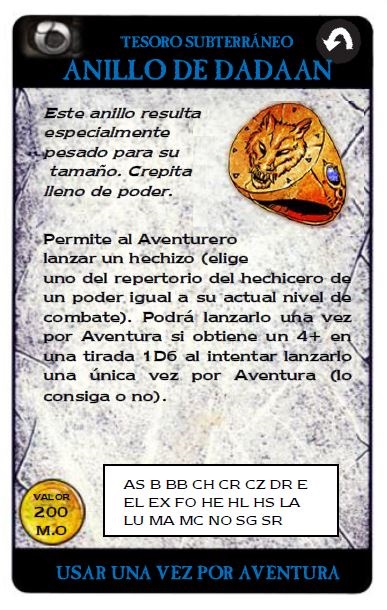 TESORO SUBTERRÁNEO
ANILLO DE DADAAN
Este anillo resulta
especialmente
pesado para su
tamaño. Crepita
lleno de poder.
Permite al Aventurero
lanzar un hechizo (elige
uno del repertorio del hechicero de
un poder igual a su actual nivel de
combate). Podrá lanzarlo una vez
por Aventura si obtiene un 4+ en
una tirada 1D6 al intentar lanzarlo
una única vez por Aventura (lo
consiga o no).
VALOR
200
M.O
AS B BB CH CR CZ DR E
EL EX FO HE HL HS LA
LU MA MC NO SG SR
USAR UNA VEZ POR AVENTURA